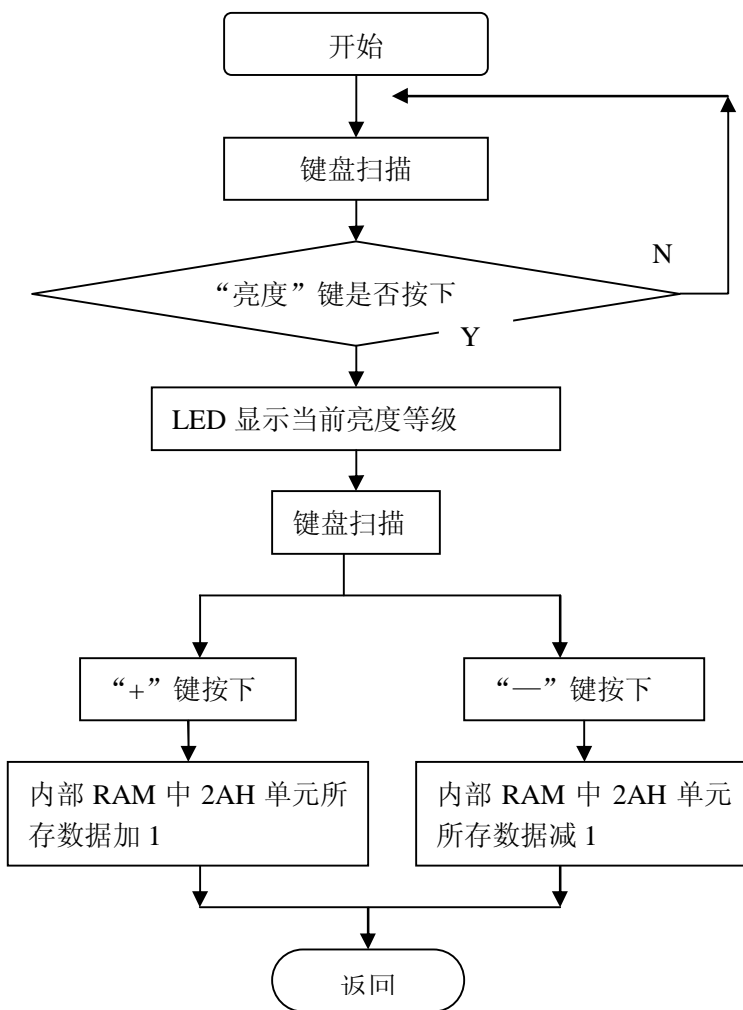 开始
键盘扫描
“亮度”键是否按下
N
Y
LED 显示当前亮度等级
键盘扫描
“+”键按下
“—”键按下
内部 RAM 中 2AH 单元所
存数据加 1
内部 RAM 中 2AH 单元
所存数据减 1
返回